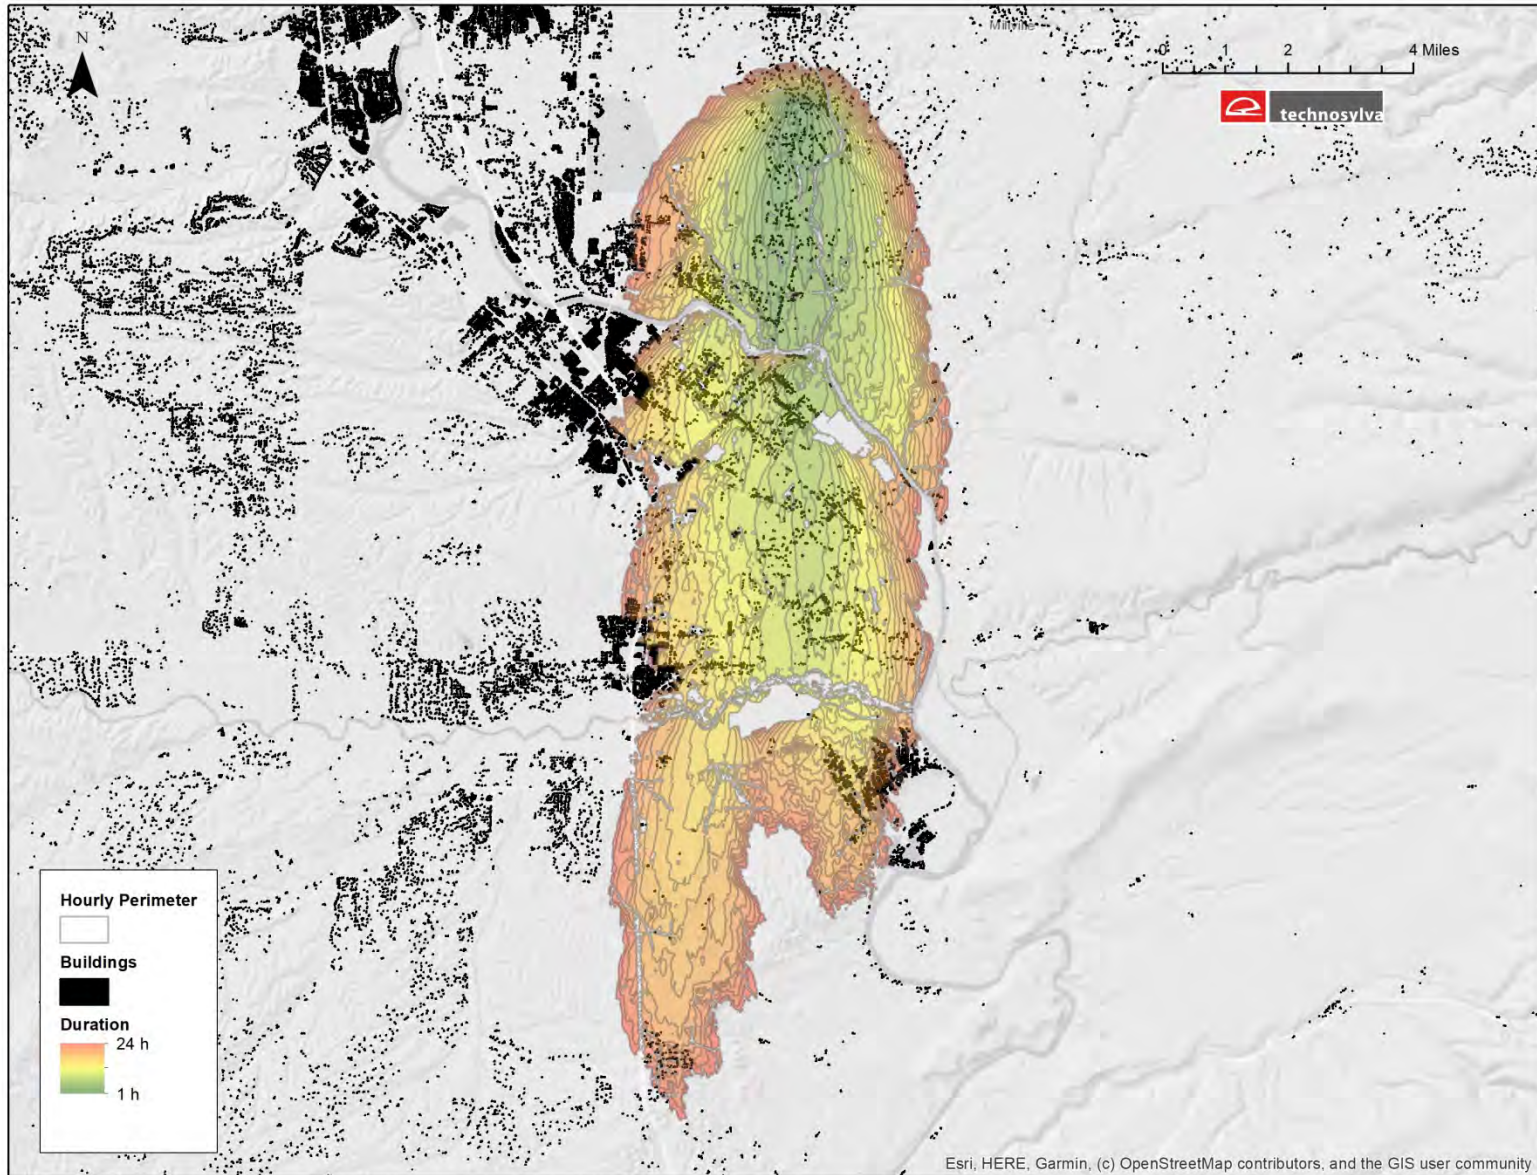 N
Millville
0 1 2 4 Miles
technosylva
Hourly Perimeter
Buildings
Duration
24 h
1 h
Esri, HERE, Garmin, (c) OpenStreetMap contributors, and the GIS user community